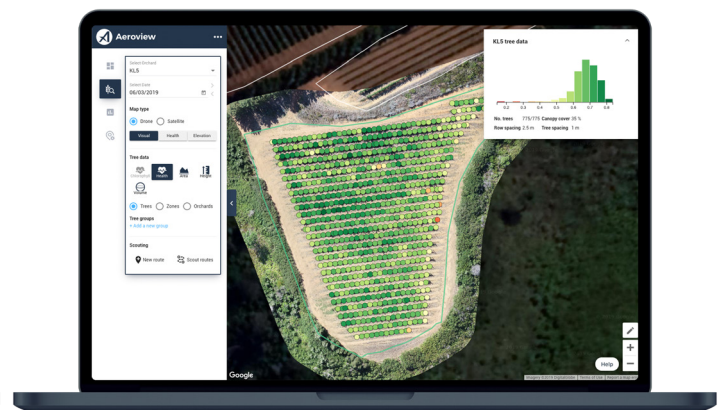 Aeroview
Select Orchard
KL5
Select Date
06/03/2019
Map type
Drone Satellite
Visual Health Elevation
Tree data
Health Area Height
Volume
Trees Zones Orchards
Tree groups
+ Add a new group
Scouting
New route Scout routes
KL5 tree data
0.2 0.3 0.4 0.5 0.6 0.7 0.8
No. trees 775/775 Canopy cover 35 %
Row spacing 2.5 m Tree spacing 1 m
Help
Google
Terms of Use